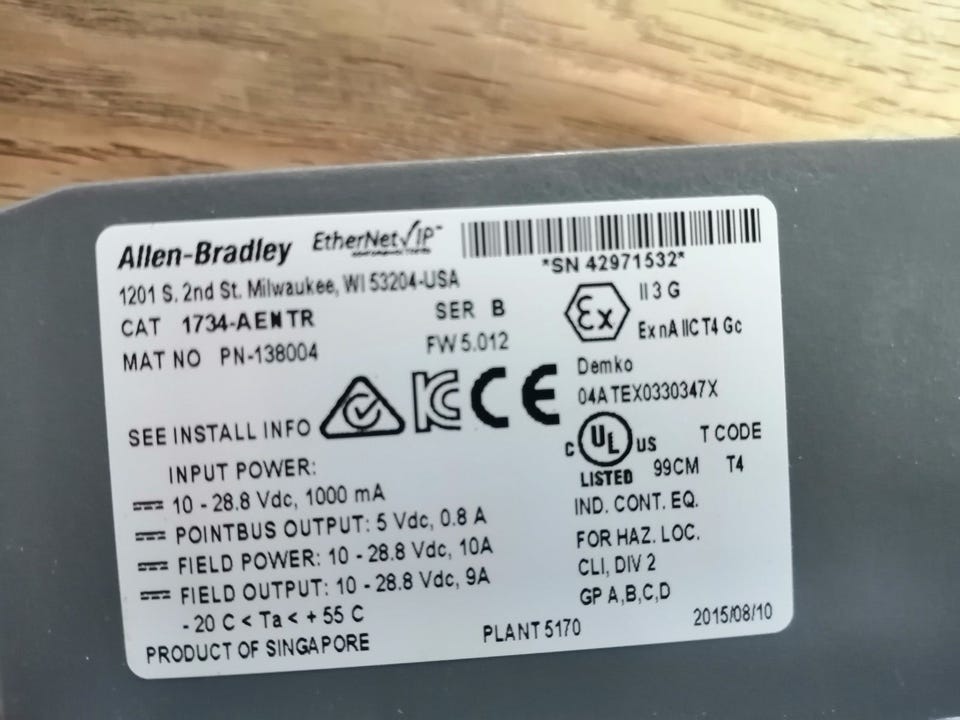 Allen-Bradley EtherNet/IP™
*SN 42971532*
1201 S. 2nd St. Milwaukee, WI 53204-USA
CAT 1734-AENTR SER B
MAT NO PN-138004 FW 5.012
Ex II 3 G
Ex nA IIC T4 Gc
Demko
04ATEX0330347X
SEE INSTALL INFO KC CE
C UL US
LISTED 99CM
T CODE
T4
IND. CONT. EQ.
FOR HAZ. LOC.
CLI, DIV 2
GP A,B,C,D
INPUT POWER:
10 - 28.8 Vdc, 1000 mA
POINTBUS OUTPUT: 5 Vdc, 0.8 A
FIELD POWER: 10 - 28.8 Vdc, 10A
FIELD OUTPUT: 10 - 28.8 Vdc, 9A
- 20 C < Ta < + 55 C
PRODUCT OF SINGAPORE
PLANT 5170
2015/08/10